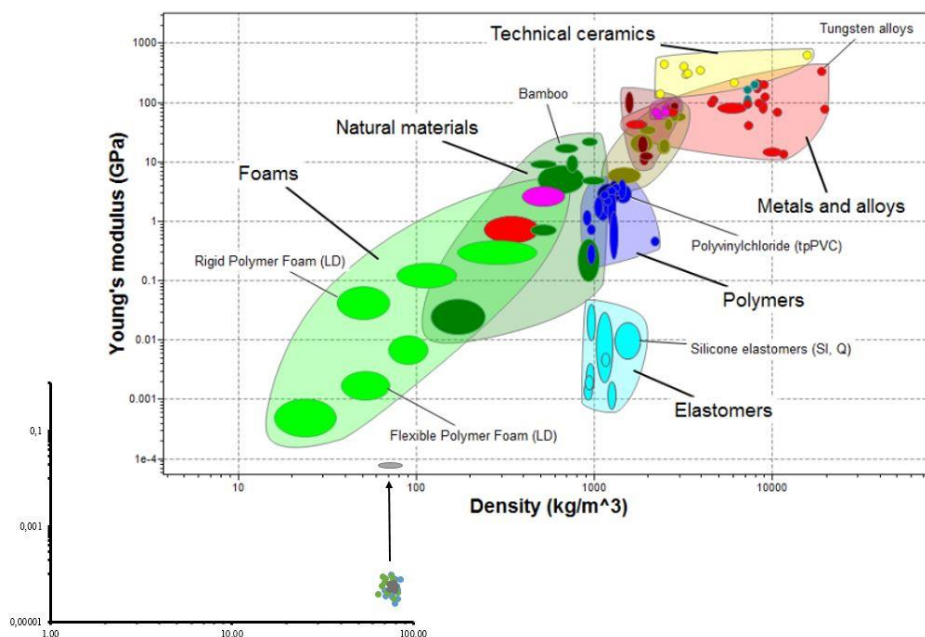 Technical ceramics
Tungsten alloys
1000
100
Bamboo
Natural materials
10
Foams
Metals and alloys
1
Polyvinylchloride (tpPVC)
Rigid Polymer Foam (LD)
0.1
Polymers
0.01
Silicone elastomers (SI, Q)
0.001
Elastomers
Flexible Polymer Foam (LD)
1e-4
Young's modulus (GPa)
10
100
1000
10000
Density (kg/m^3)
0,1
0,001
0,00001
1.00
10.00
100.00